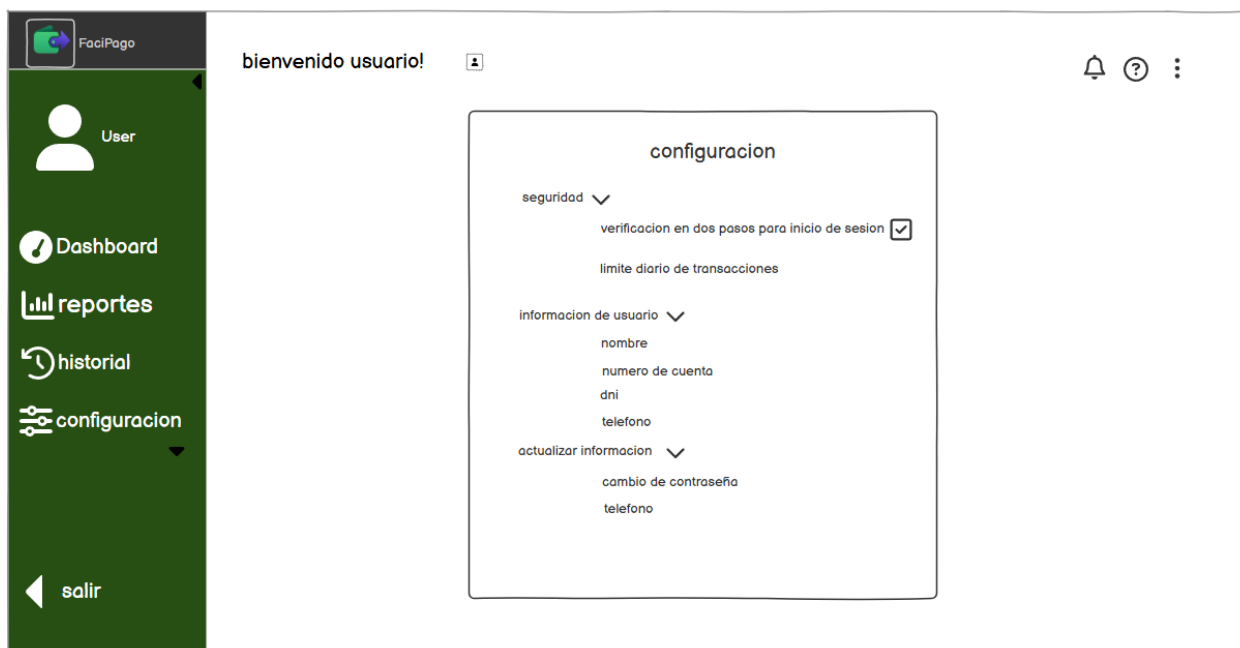 FaciPago
bienvenido usuario!
User
Dashboard
reportes
historial
configuracion
salir
configuracion
seguridad
verificacion en dos pasos para inicio de sesion
limite diario de transacciones
informacion de usuario
nombre
numero de cuenta
dni
telefono
actualizar informacion
cambio de contraseña
telefono